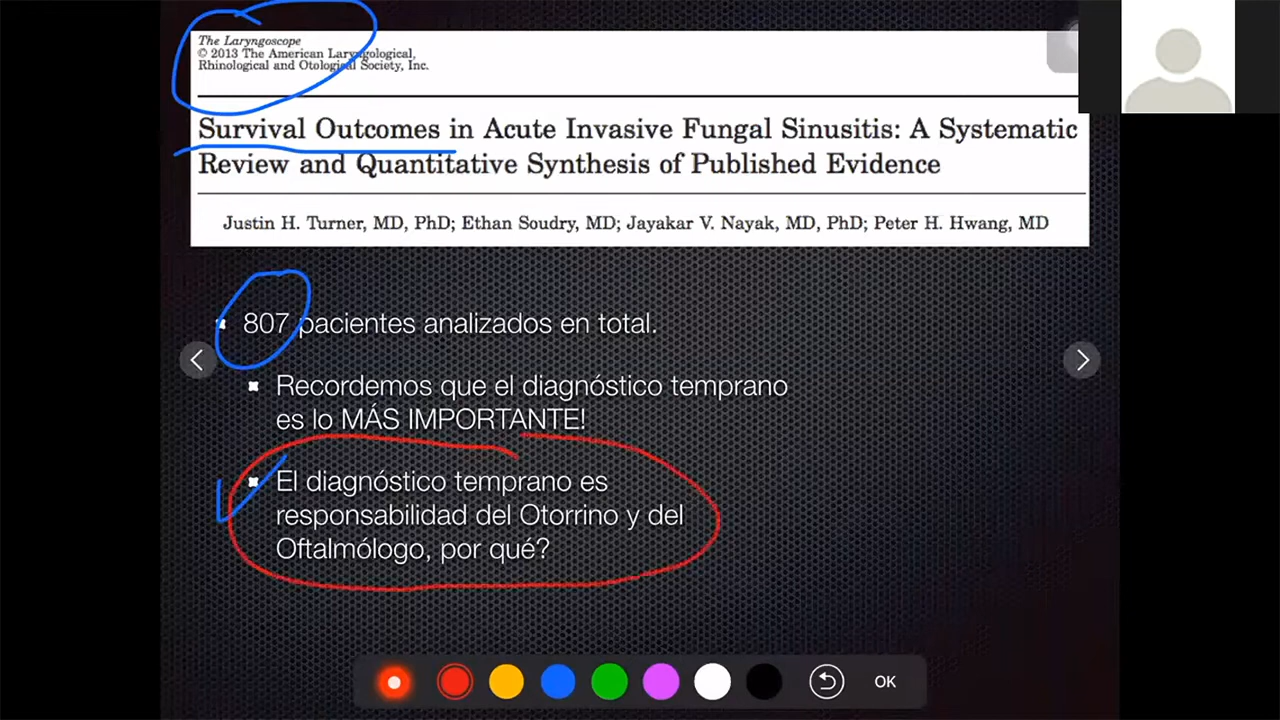 The Laryngoscope
© 2013 The American Laryngological,
Rhinological and Otological Society, Inc.
Survival Outcomes in Acute Invasive Fungal Sinusitis: A Systematic
Review and Quantitative Synthesis of Published Evidence
Justin H. Turner, MD, PhD; Ethan Soudry, MD; Jayakar V. Nayak, MD, PhD; Peter H. Hwang, MD
807 pacientes analizados en total.
Recordemos que el diagnóstico temprano
es lo MÁS IMPORTANTE!
El diagnóstico temprano es
responsabilidad del Otorrino y del
Oftalmólogo, por qué?
OK